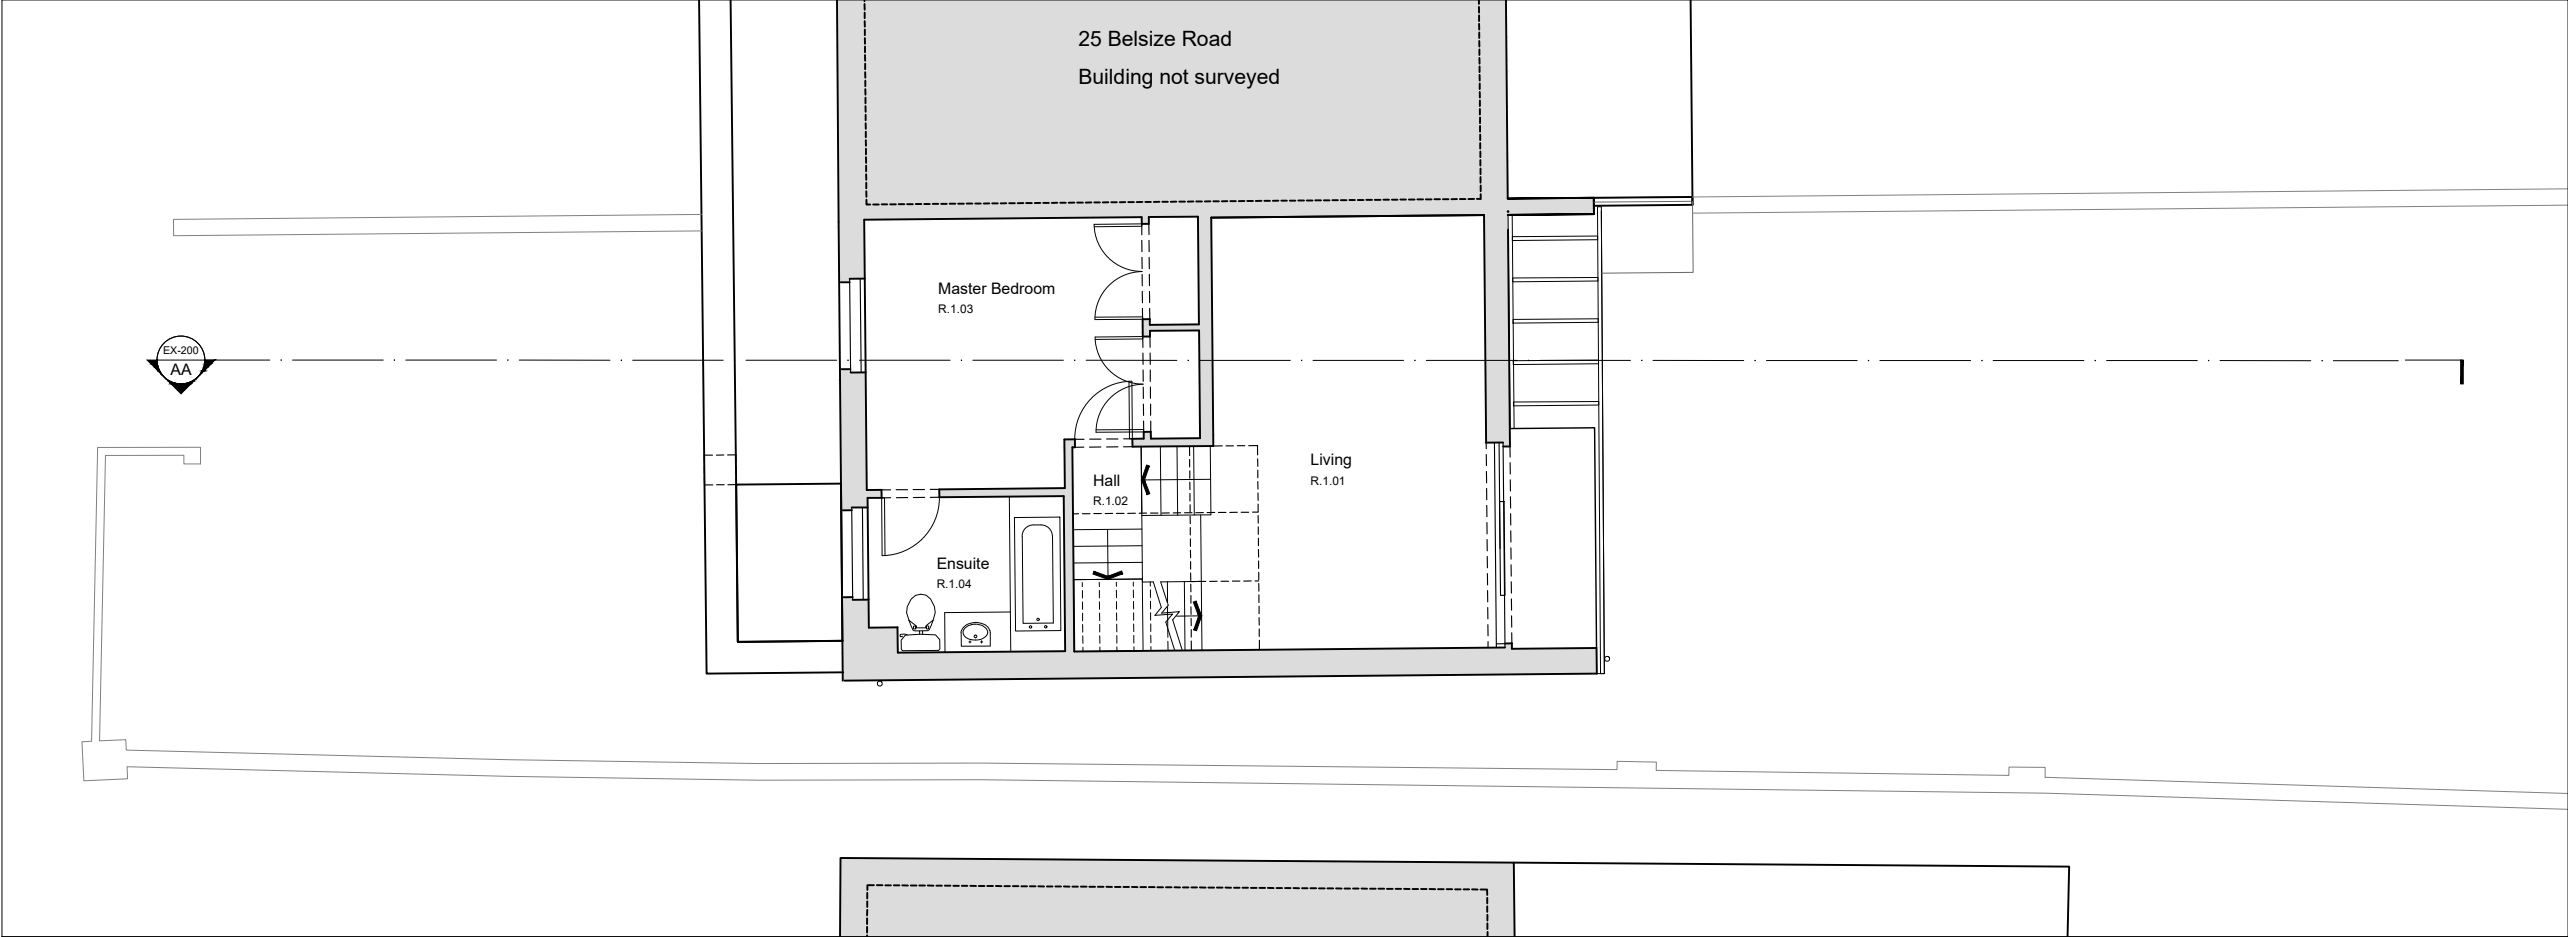 25 Belsize Road
Building not surveyed
Master Bedroom
R.1.03
EX-200
AA
Living
R.1.01
Hall
R.1.02
Ensuite
R.1.04